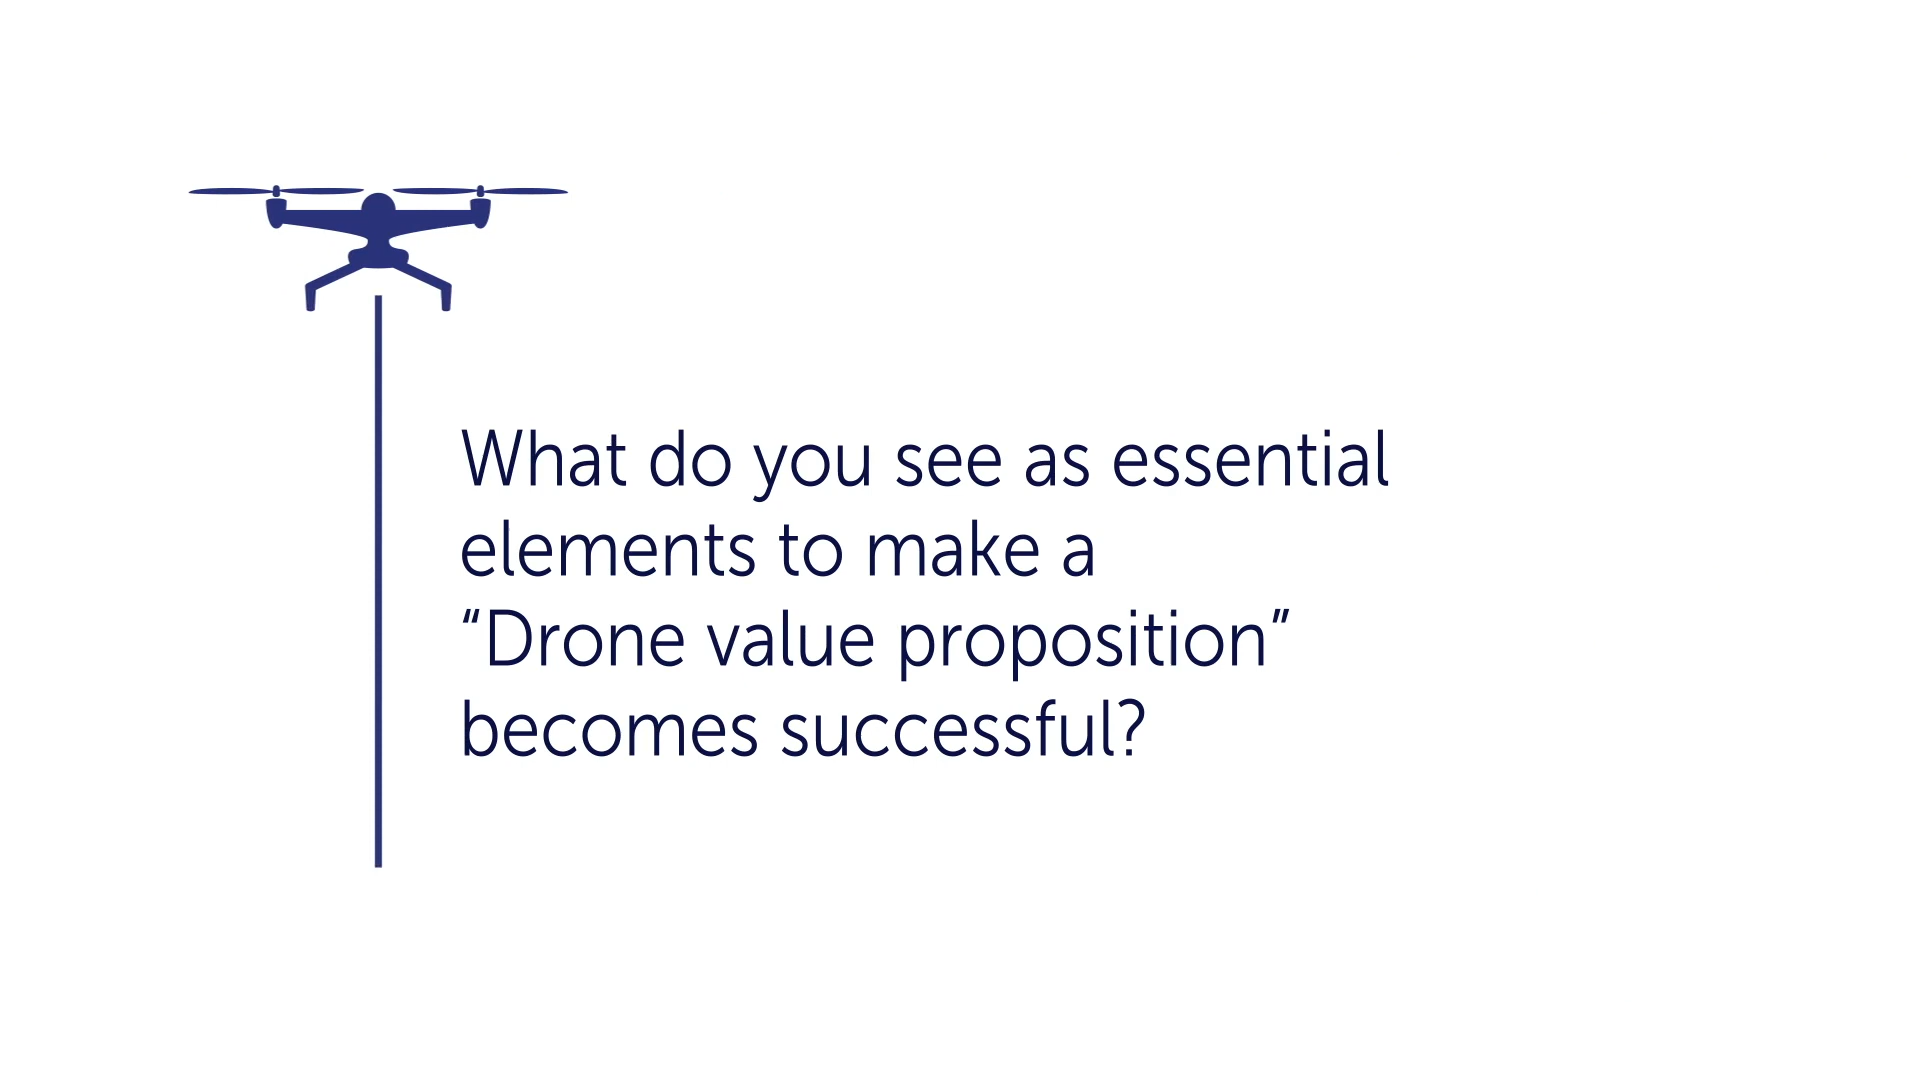 What do you see as essential
elements to make a
“Drone value proposition”
becomes successful?